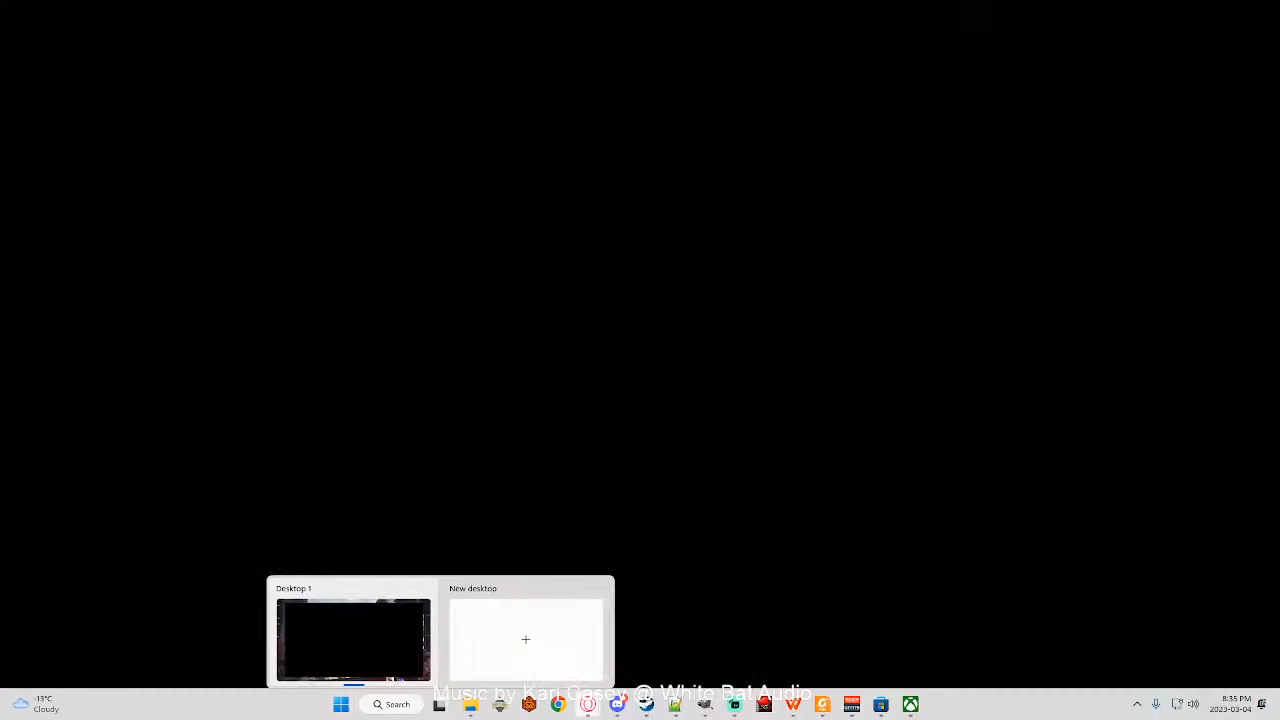 Desktop 1
New desktop
-13°C
Cloudy
Search
Music by Karl Casey @ White Bat Audio
8:35 PM
2023-03-04